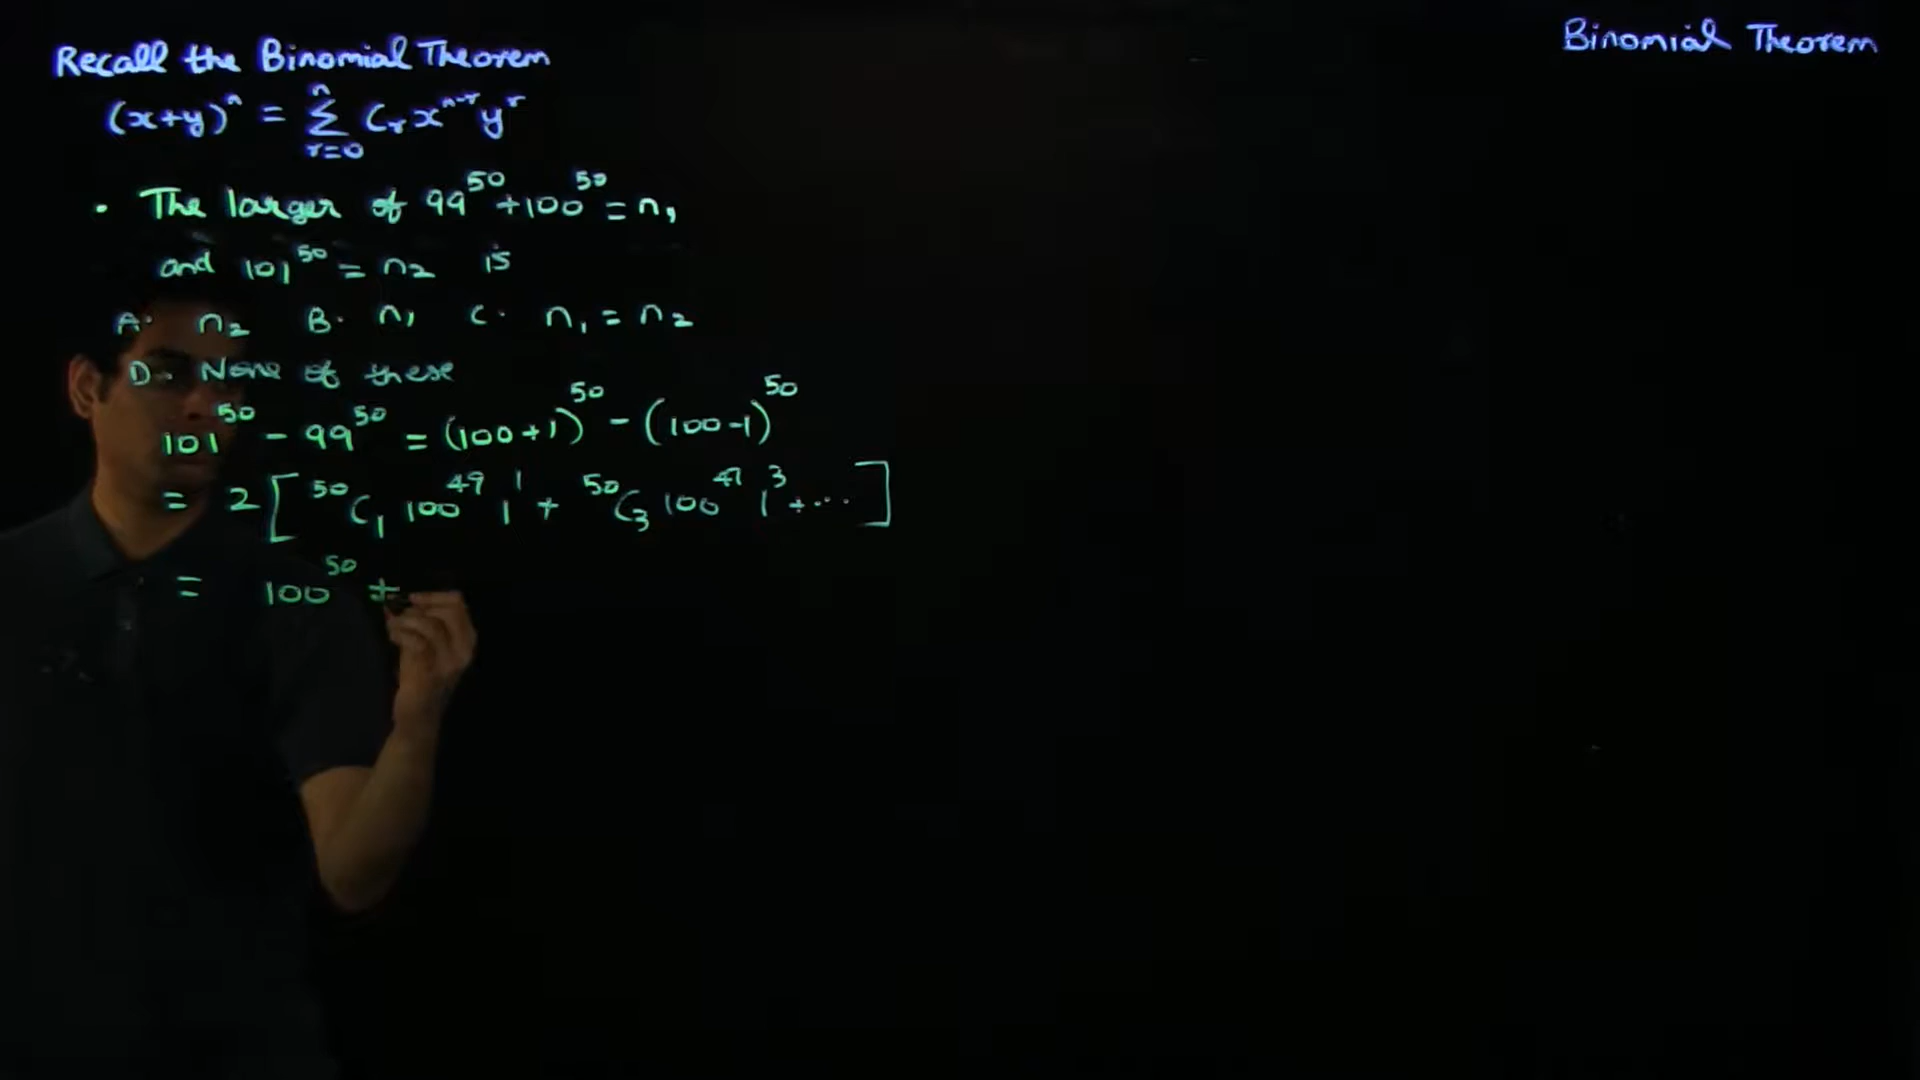 Recall the Binomial Theorem
Binomial Theorem
(x+y)^n = Σ_{r=0}^{n} C_r x^{n-r} y^r
• The larger of 99^50 + 100^50 = n₁
and 101^50 = n₂ is
A. n₂ B. n₁ C. n₁ = n₂
D. None of these
101^50 - 99^50 = (100+1)^50 - (100-1)^50
= 2[^50C₁ 100^49 1^1 + ^50C₃ 100^47 1^3 + ...]
= 100^50 +